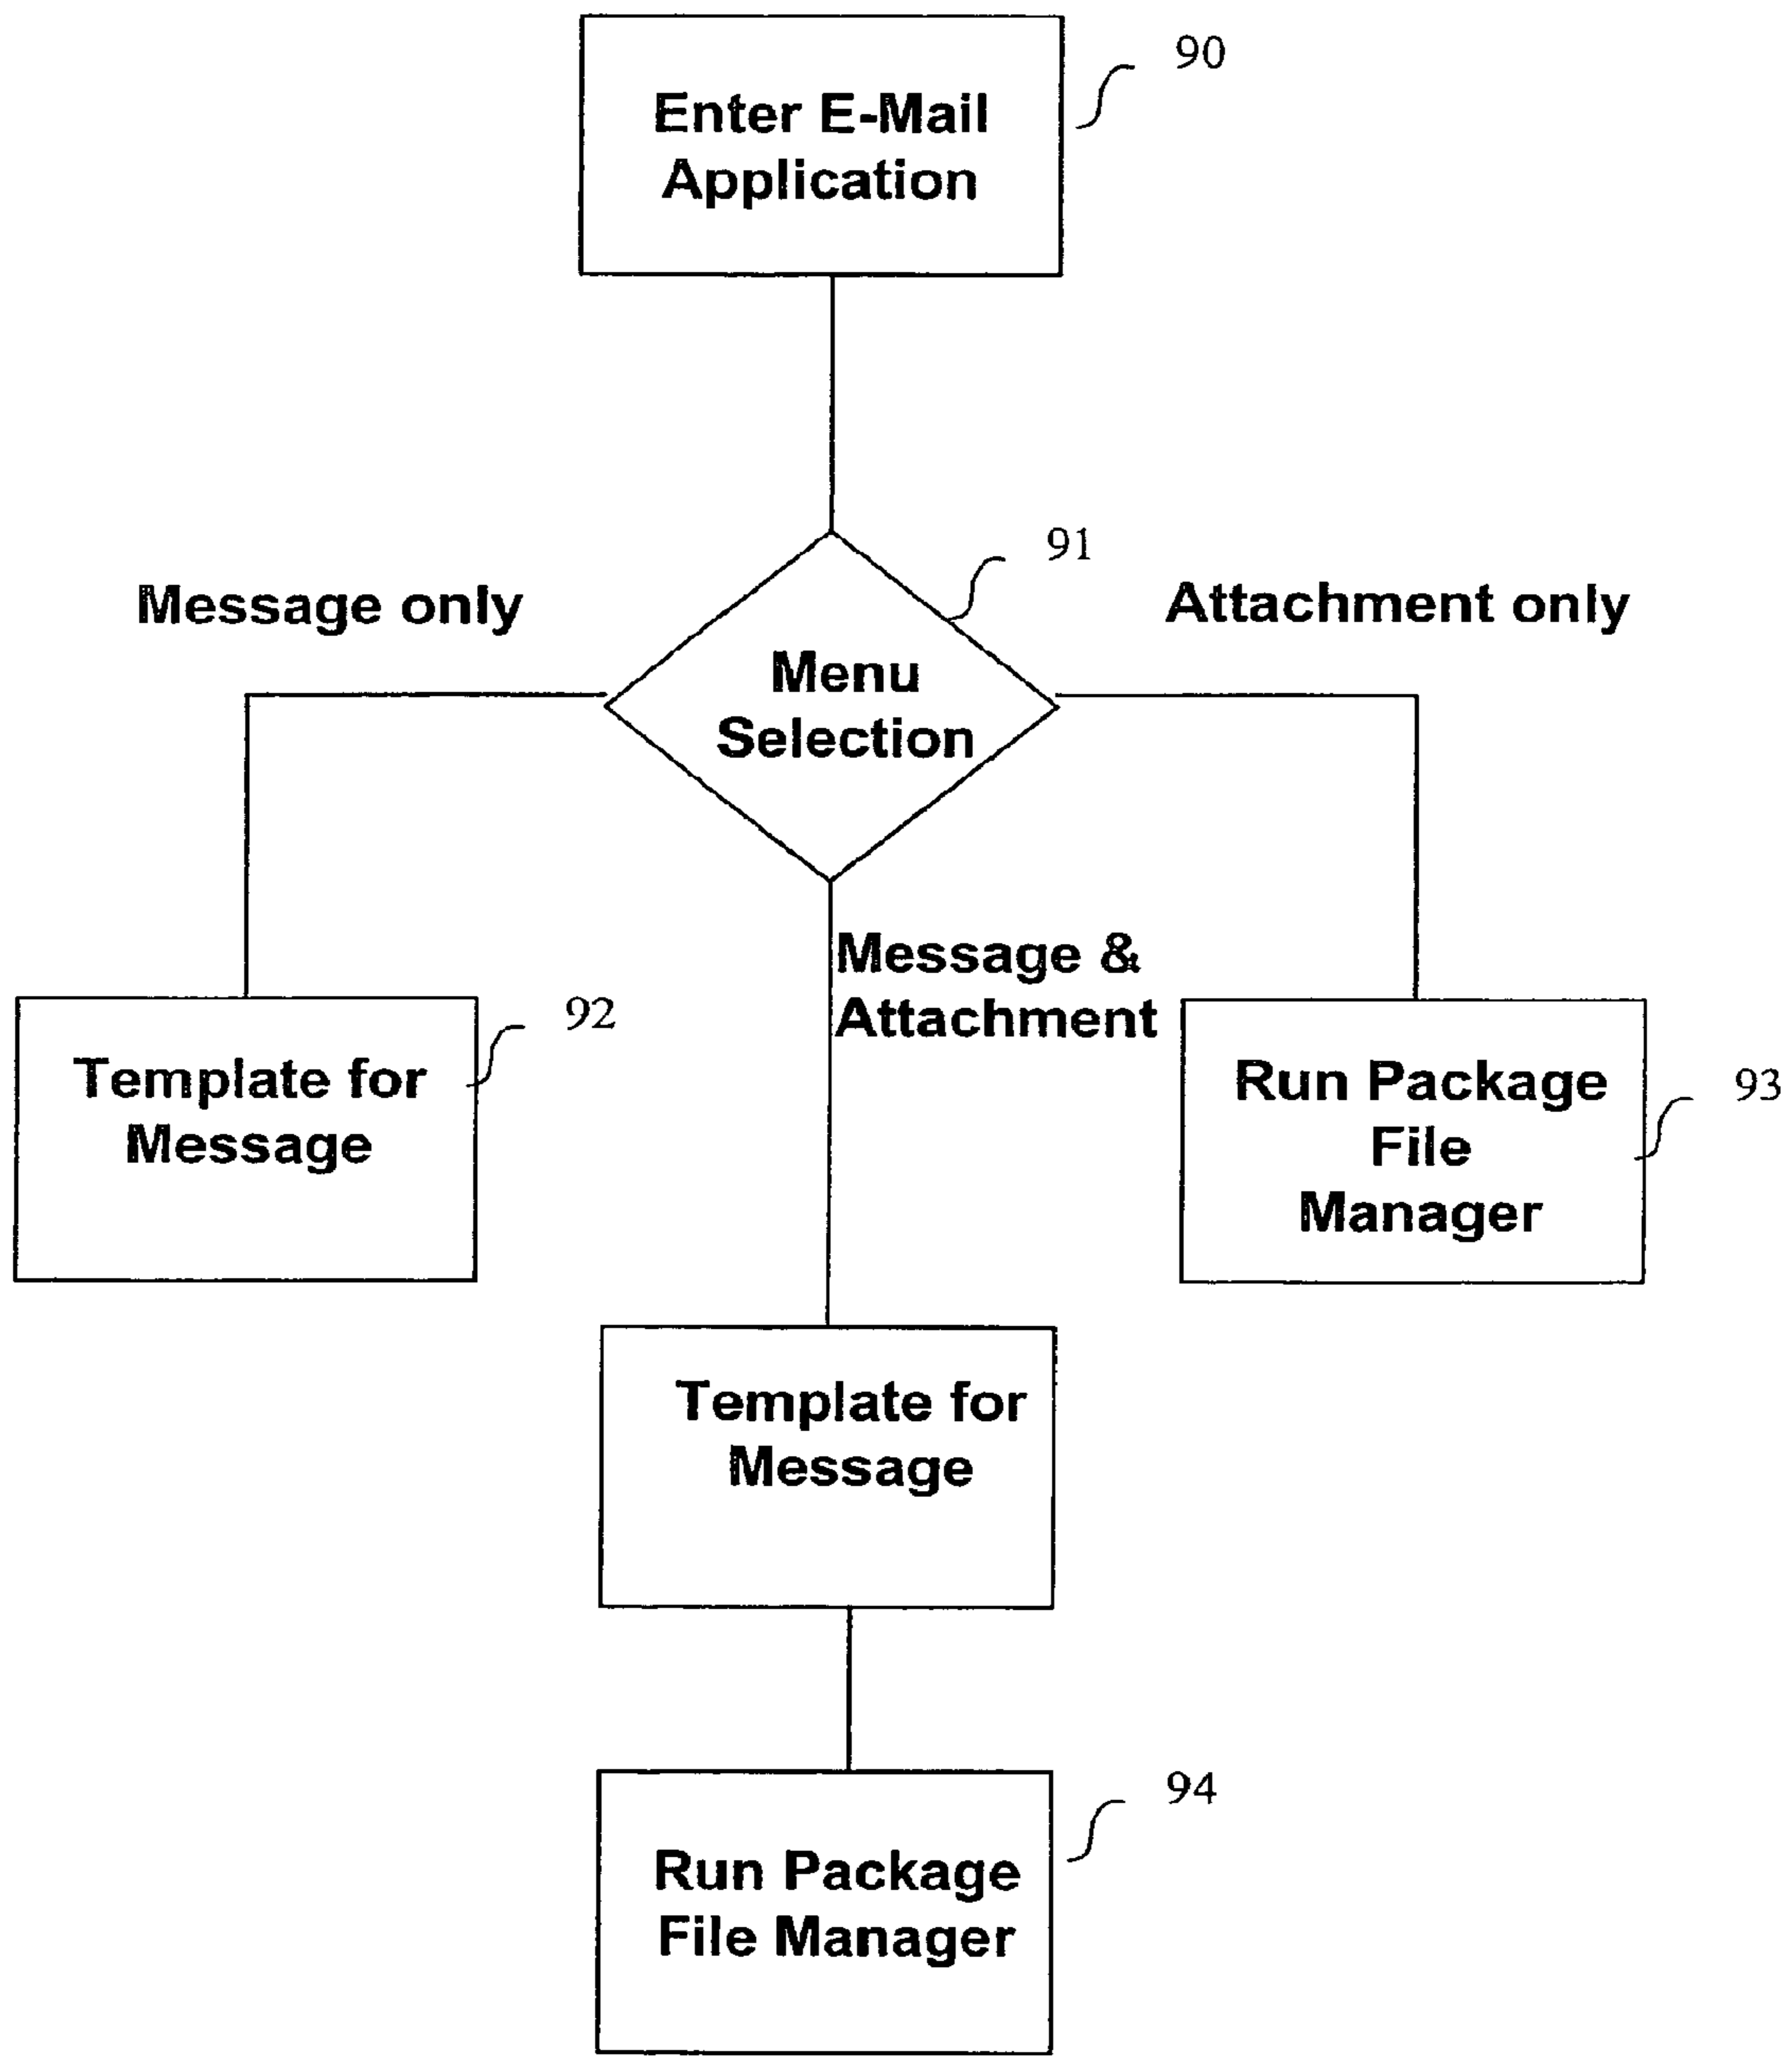 90
Enter E-Mail
Application
91
Message only
Attachment only
Menu
Selection
Message &
Attachment
92
Template for
Message
93
Run Package
File
Manager
Template for
Message
94
Run Package
File Manager